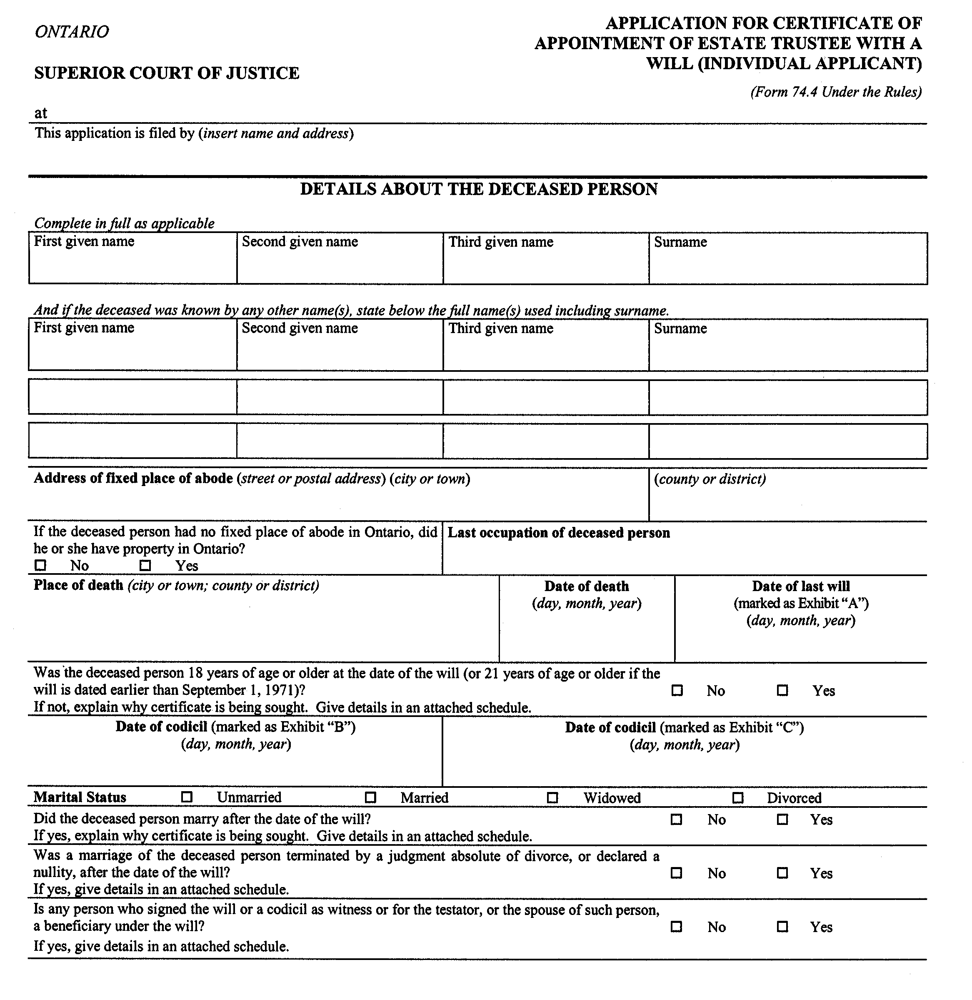 ONTARIO
APPLICATION FOR CERTIFICATE OF
APPOINTMENT OF ESTATE TRUSTEE WITH A
WILL (INDIVIDUAL APPLICANT)
SUPERIOR COURT OF JUSTICE
(Form 74.4 Under the Rules)
at
This application is filed by (insert name and address)
DETAILS ABOUT THE DECEASED PERSON
Complete in full as applicable
First given name Second given name Third given name Surname
And if the deceased was known by any other name(s), state below the full name(s) used including surname.
First given name Second given name Third given name Surname
Address of fixed place of abode (street or postal address) (city or town) (county or district)
If the deceased person had no fixed place of abode in Ontario, did
he or she have property in Ontario?
☐ No ☐ Yes
Last occupation of deceased person
Place of death (city or town; county or district)
Date of death
(day, month, year)
Date of last will
(marked as Exhibit “A”)
(day, month, year)
Was the deceased person 18 years of age or older at the date of the will (or 21 years of age or older if the
will is dated earlier than September 1, 1971)? ☐ No ☐ Yes
If not, explain why certificate is being sought. Give details in an attached schedule.
Date of codicil (marked as Exhibit “B”)
(day, month, year)
Date of codicil (marked as Exhibit “C”)
(day, month, year)
Marital Status ☐ Unmarried ☐ Married ☐ Widowed ☐ Divorced
Did the deceased person marry after the date of the will? ☐ No ☐ Yes
If yes, explain why certificate is being sought. Give details in an attached schedule.
Was a marriage of the deceased person terminated by a judgment absolute of divorce, or declared a
nullity, after the date of the will? ☐ No ☐ Yes
If yes, give details in an attached schedule.
Is any person who signed the will or a codicil as witness or for the testator, or the spouse of such person,
a beneficiary under the will? ☐ No ☐ Yes
If yes, give details in an attached schedule.